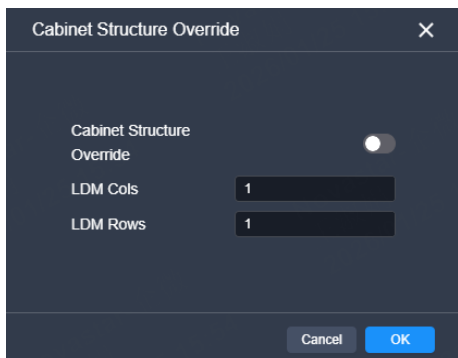 Cabinet Structure Override
Cabinet Structure
Override
LDM Cols 1
LDM Rows 1
Cancel OK